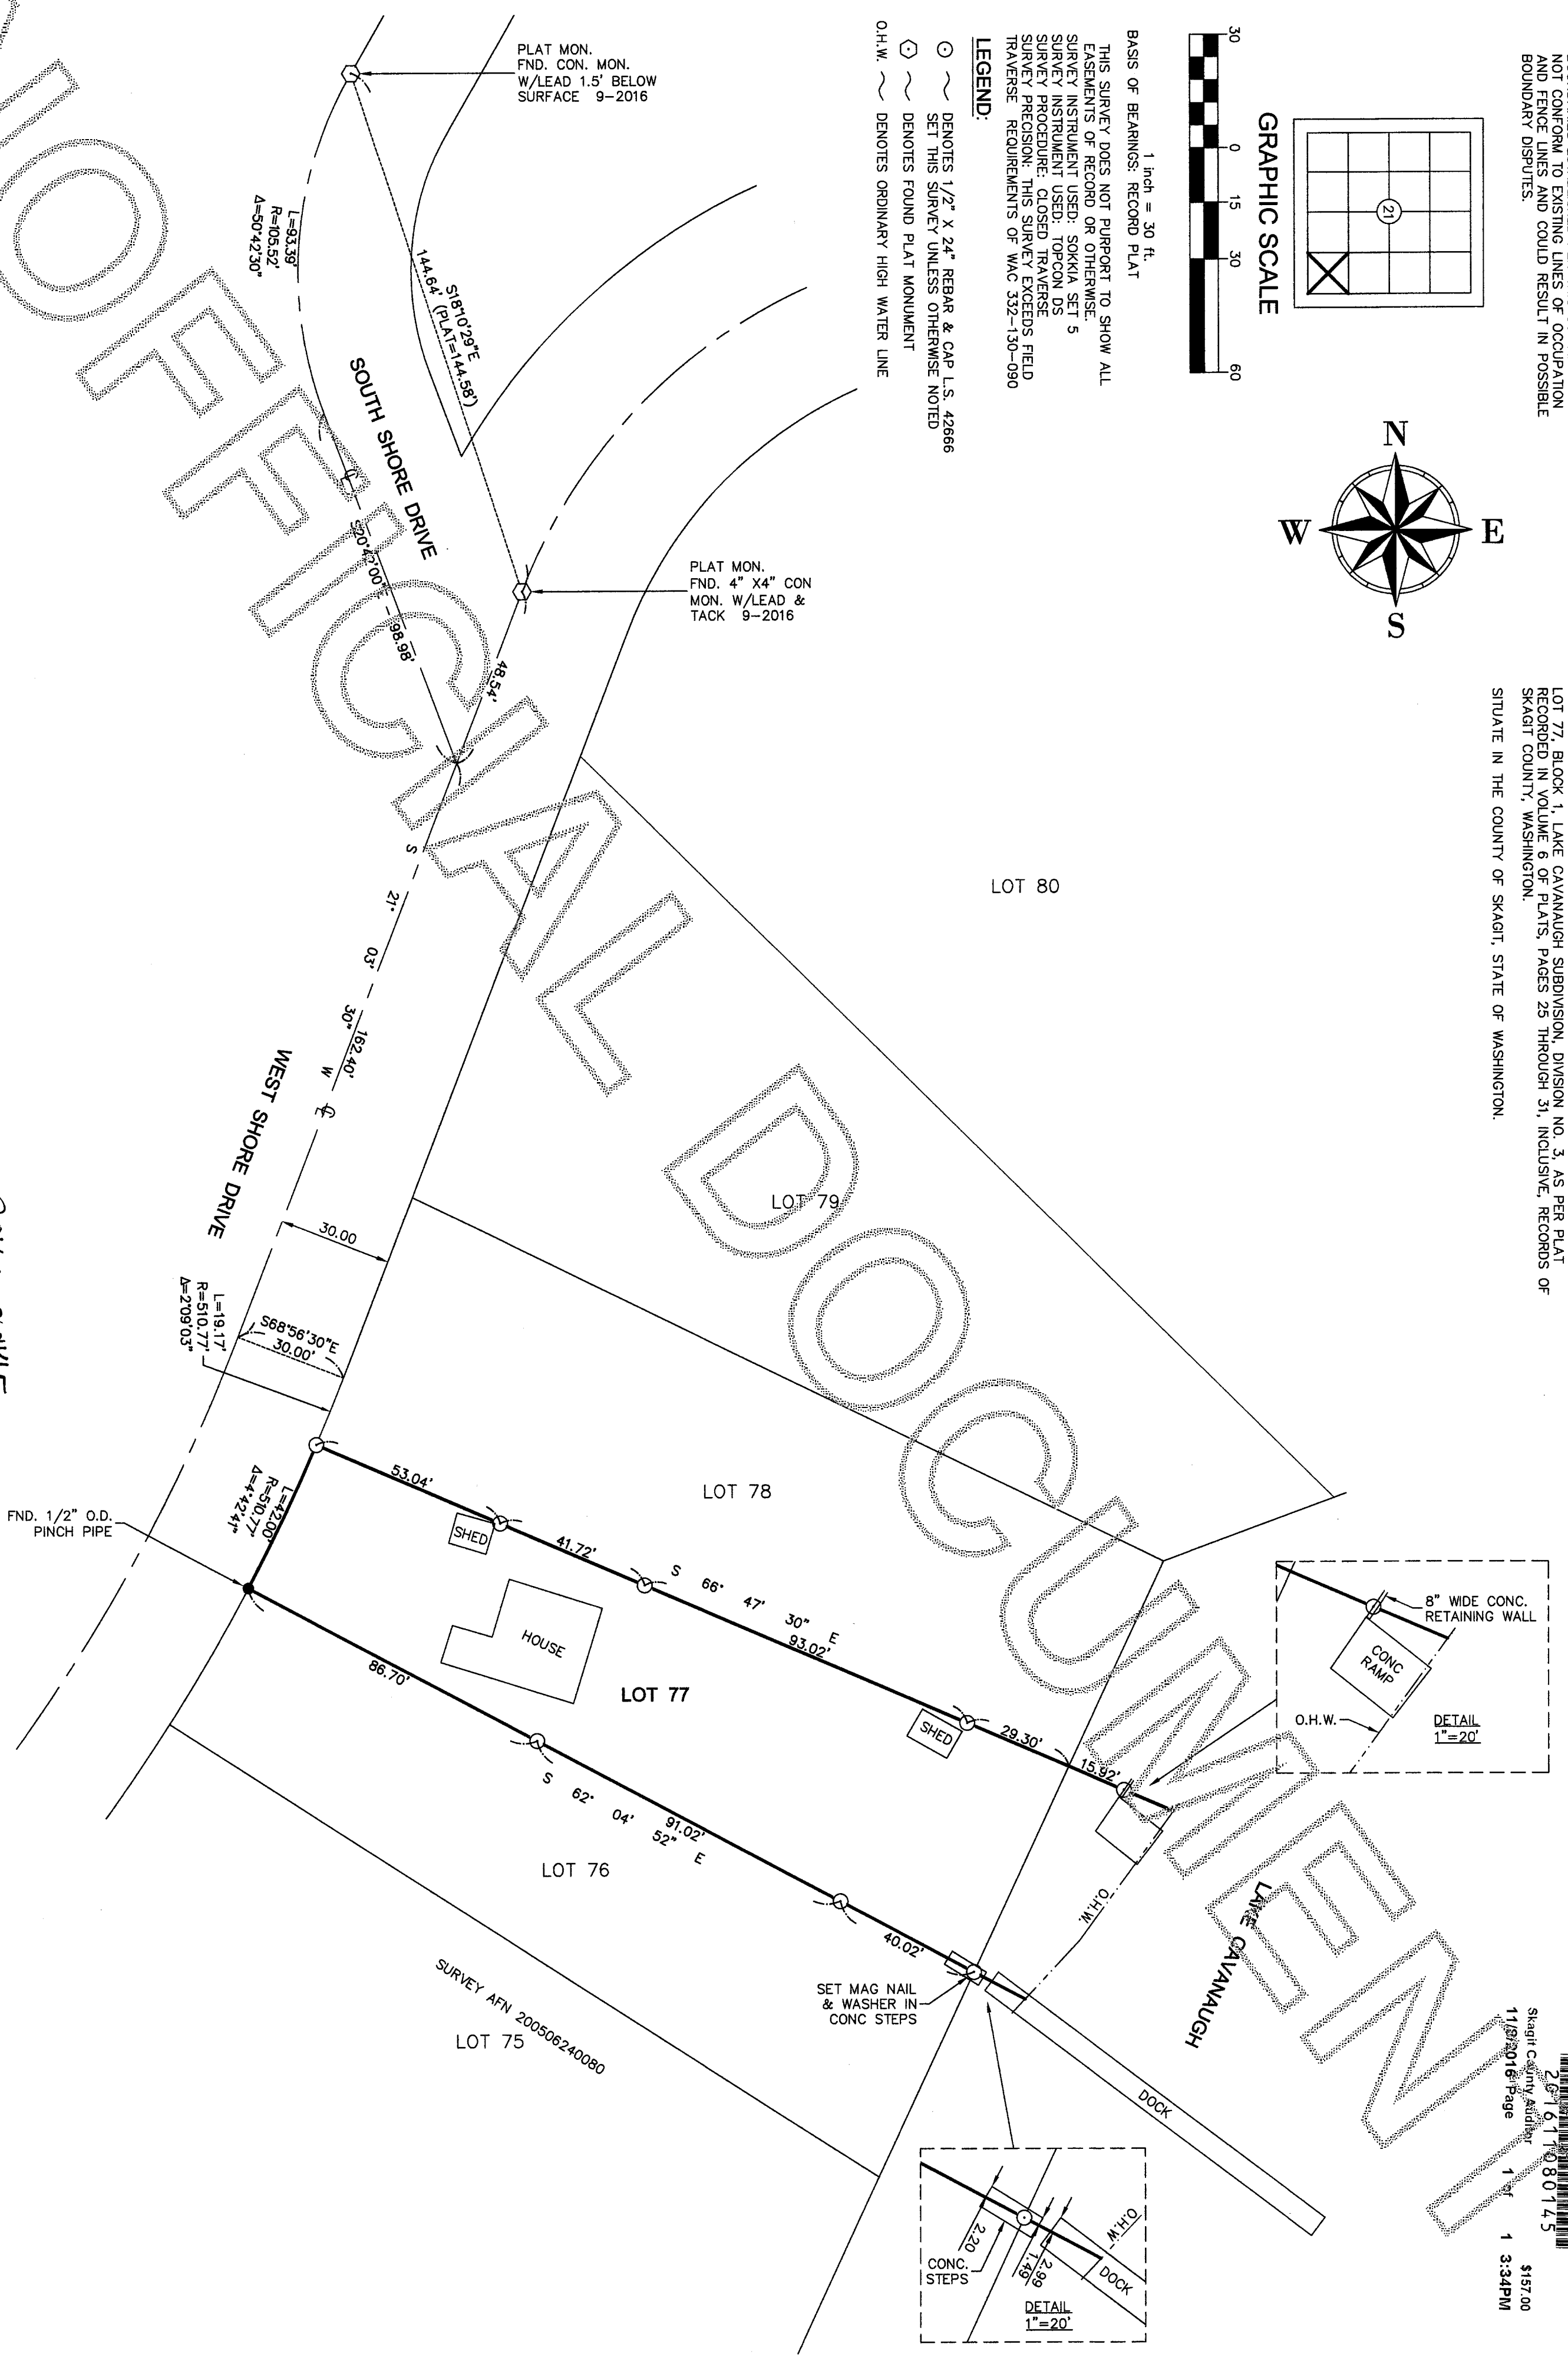 NOT CONFORM TO EXISTING LINES OF OCCUPATION
AND FENCE LINES AND COULD RESULT IN POSSIBLE
BOUNDARY DISPUTES.
21
GRAPHIC SCALE
30 0 15 30 60
1 inch = 30 ft.
BASIS OF BEARINGS: RECORD PLAT
THIS SURVEY DOES NOT PURPORT TO SHOW ALL
EASEMENTS OF RECORD OR OTHERWISE.
SURVEY INSTRUMENT USED: SOKKIA SET 5
SURVEY INSTRUMENT USED: TOPCON DS
SURVEY PROCEDURE: CLOSED TRAVERSE
SURVEY PRECISION: THIS SURVEY EXCEEDS FIELD
TRAVERSE REQUIREMENTS OF WAC 332-130-090
LEGEND:
DENOTES 1/2" X 24" REBAR & CAP L.S. 42666
SET THIS SURVEY UNLESS OTHERWISE NOTED
DENOTES FOUND PLAT MONUMENT
O.H.W. DENOTES ORDINARY HIGH WATER LINE
N
E
S
W
LOT 77, BLOCK 1, LAKE CAVANAUGH SUBDIVISION, DIVISION NO. 3, AS PER PLAT
RECORDED IN VOLUME 6 OF PLATS, PAGES 25 THROUGH 31, INCLUSIVE, RECORDS OF
SKAGIT COUNTY, WASHINGTON.
SITUATE IN THE COUNTY OF SKAGIT, STATE OF WASHINGTON.
201611080145
Skagit County Auditor $157.00
11/8/2016 Page 1 of 1 3:34PM
UNOFFICIAL DOCUMENT
PLAT MON.
FND. CON. MON.
W/LEAD 1.5' BELOW
SURFACE 9-2016
L=93.39'
R=105.52'
Δ=50°42'30"
S18°10'29"E
144.64' (PLAT=144.58')
SOUTH SHORE DRIVE
98.98'
PLAT MON.
FND. 4" X4" CON
MON. W/LEAD &
TACK 9-2016
48.54'
S 21° 03' 30" W
162.40'
WEST SHORE DRIVE
30.00
S68°56'30"E
30.00'
L=19.17'
R=510.77'
Δ=2°09'03"
L=42.00'
R=510.77'
Δ=4°42'41"
FND. 1/2" O.D.
PINCH PIPE
LOT 80
LOT 79
LOT 78
53.04'
SHED
41.72'
S 66° 47' 30" E
93.02'
SHED
29.30'
15.92'
HOUSE
LOT 77
86.70'
S 62° 04' 52" E
91.02'
40.02'
LOT 76
SURVEY AFN 200506240080
LOT 75
SET MAG NAIL
& WASHER IN
CONC STEPS
O.H.W.
LAKE CAVANAUGH
DOCK
8" WIDE CONC.
RETAINING WALL
CONC
RAMP
O.H.W.
DETAIL
1"=20'
O.H.W
2.20
1.49
2.99
CONC.
STEPS
DOCK
DETAIL
1"=20'